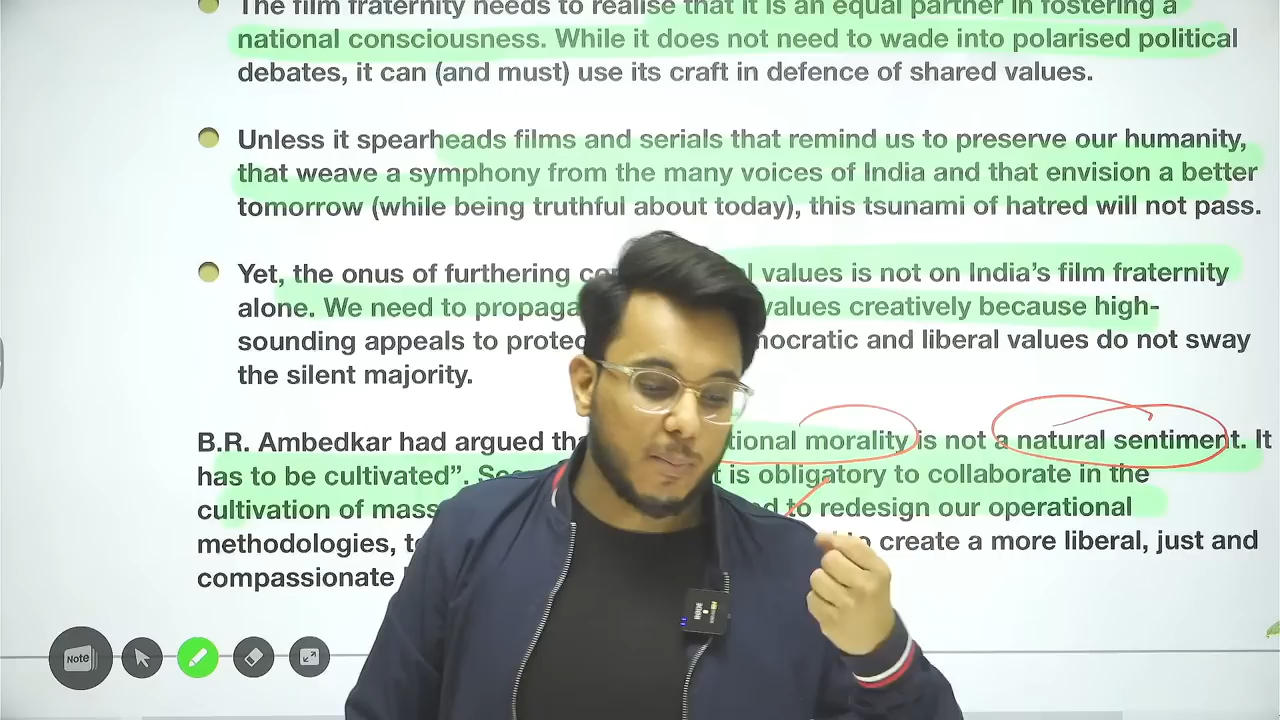 The film fraternity needs to realise that it is an equal partner in fostering a
national consciousness. While it does not need to wade into polarised political
debates, it can (and must) use its craft in defence of shared values.
Unless it spearheads films and serials that remind us to preserve our humanity,
that weave a symphony from the many voices of India and that envision a better
tomorrow (while being truthful about today), this tsunami of hatred will not pass.
Yet, the onus of furthering values is not on India's film fraternity
alone. We need to values creatively because high-
sounding appeals to and liberal values do not sway
the silent majority.
B.R. Ambedkar had argued morality is not a natural sentiment. It
has to be cultivated". is obligatory to collaborate in the
cultivation of to redesign our operational
methodologies, create a more liberal, just and
compassionate
Note